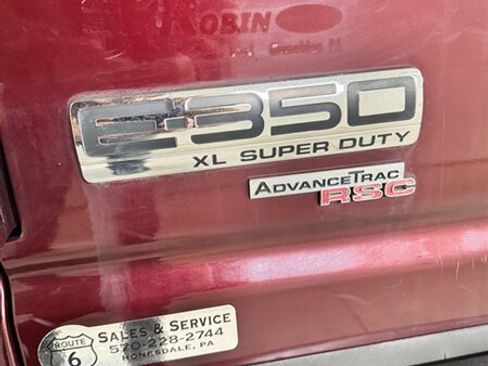 ROBIN
E-350
XL SUPER DUTY
ADVANCETRAC
RSC
ROUTE
6
SALES & SERVICE
570-228-2744
HONESDALE, PA